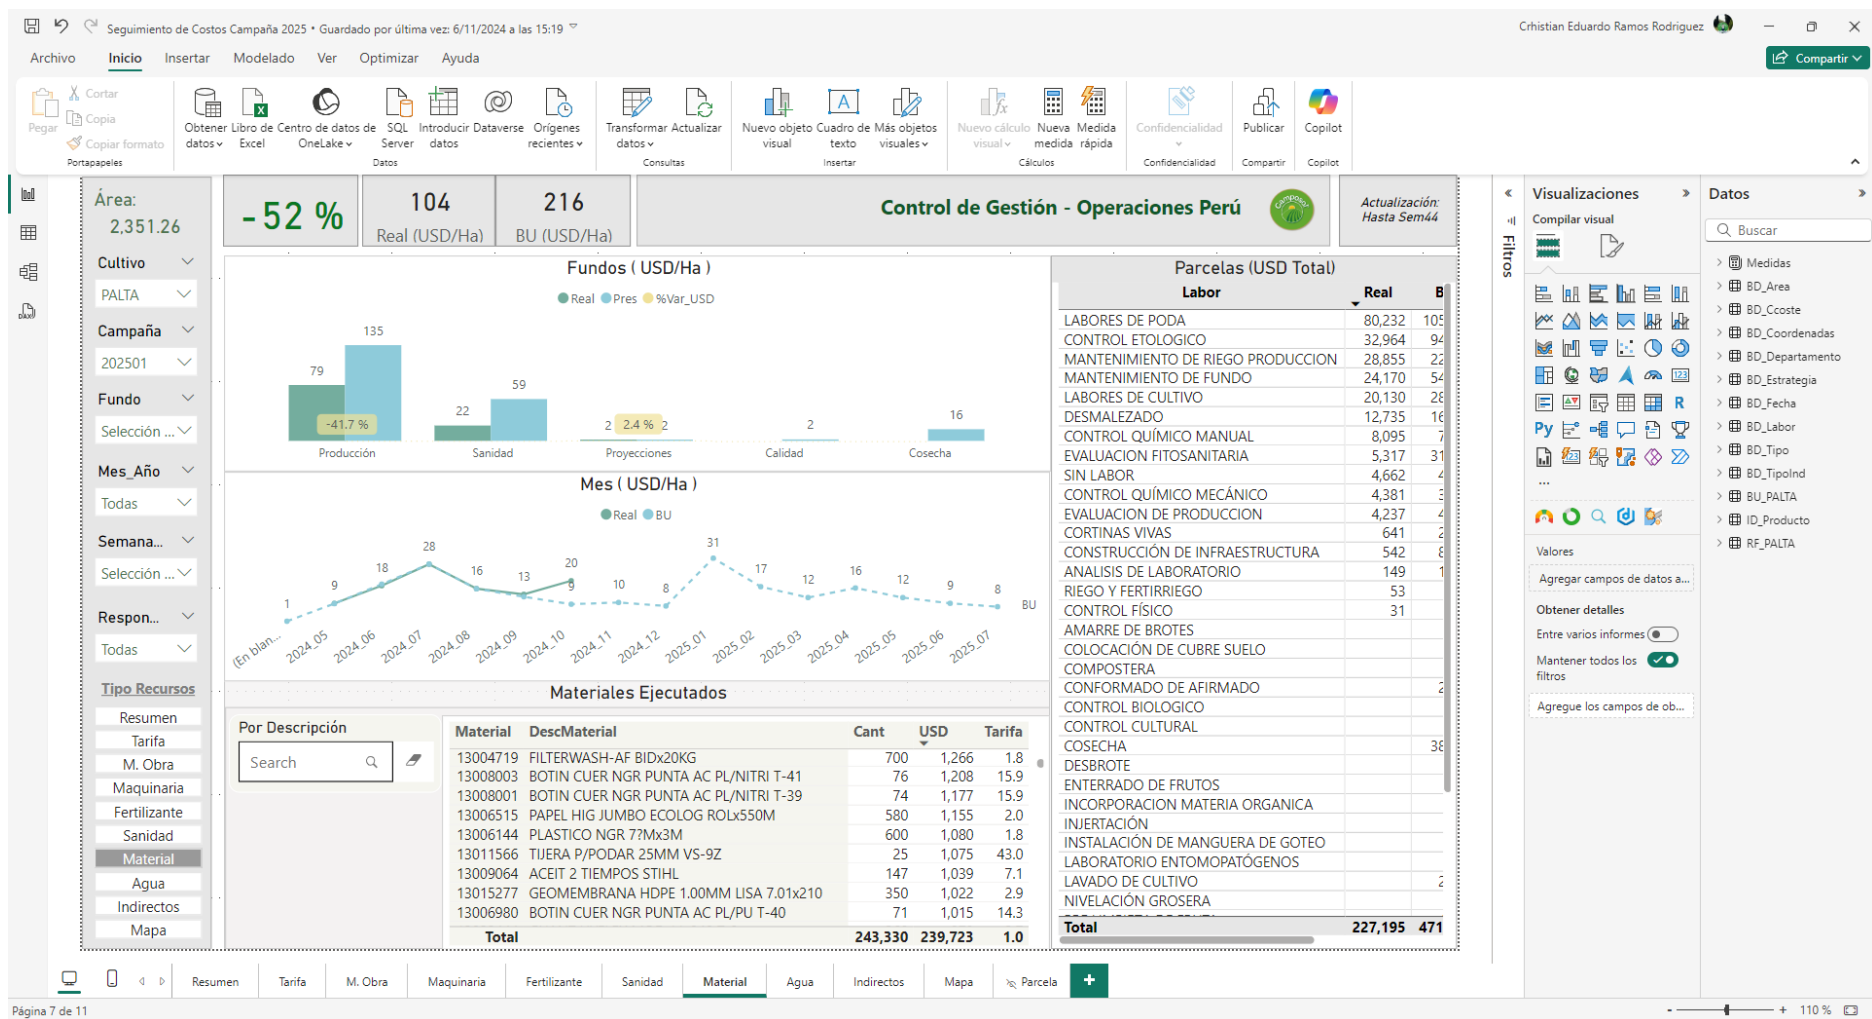 Seguimiento de Costos Campaña 2025 • Guardado por última vez: 6/11/2024 a las 15:19
Crhistian Eduardo Ramos Rodriguez
Archivo Inicio Insertar Modelado Ver Optimizar Ayuda
Compartir
Pegar
Cortar
Copia
Copiar formato
Portapapeles
Obtener datos
Libro de Excel
Centro de datos de OneLake
SQL Server
Introducir datos
Dataverse
Orígenes recientes
Datos
Transformar datos
Actualizar
Consultas
Nuevo objeto visual
Cuadro de texto
Más objetos visuales
Insertar
Nuevo cálculo visual
Nueva medida
Medida rápida
Cálculos
Confidencialidad
Confidencialidad
Publicar
Compartir
Copilot
Copilot
Área:
2,351.26
Cultivo
PALTA
Campaña
202501
Fundo
Selección ...
Mes_Año
Todas
Semana...
Selección ...
Respon...
Todas
Tipo Recursos
Resumen
Tarifa
M. Obra
Maquinaria
Fertilizante
Sanidad
Material
Agua
Indirectos
Mapa
-52 %
104
Real (USD/Ha)
216
BU (USD/Ha)
Control de Gestión - Operaciones Perú
Camposol
Actualización:
Hasta Sem44
Fundos ( USD/Ha )
Real Pres %Var_USD
79 135 -41.7 %
22 59
2 2.4 % 2
2
16
Producción Sanidad Proyecciones Calidad Cosecha
Mes ( USD/Ha )
Real BU
1 9 18 28 16 13 20 9 10 8 31 17 12 16 12 9 8 BU
(En blan... 2024_05 2024_06 2024_07 2024_08 2024_09 2024_10 2024_11 2024_12 2025_01 2025_02 2025_03 2025_04 2025_05 2025_06 2025_07
Materiales Ejecutados
Por Descripción
Search
Material DescMaterial Cant USD Tarifa
13004719 FILTERWASH-AF BIDx20KG 700 1,266 1.8
13008003 BOTIN CUER NGR PUNTA AC PL/NITRI T-41 76 1,208 15.9
13008001 BOTIN CUER NGR PUNTA AC PL/NITRI T-39 74 1,177 15.9
13006515 PAPEL HIG JUMBO ECOLOG ROLx550M 580 1,155 2.0
13006144 PLASTICO NGR 7?Mx3M 600 1,080 1.8
13011566 TIJERA P/PODAR 25MM VS-9Z 25 1,075 43.0
13009064 ACEIT 2 TIEMPOS STIHL 147 1,039 7.1
13015277 GEOMEMBRANA HDPE 1.00MM LISA 7.01x210 350 1,022 2.9
13006980 BOTIN CUER NGR PUNTA AC PL/PU T-40 71 1,015 14.3
Total 243,330 239,723 1.0
Parcelas (USD Total)
Labor Real B
LABORES DE PODA 80,232 105
CONTROL ETOLOGICO 32,964 94
MANTENIMIENTO DE RIEGO PRODUCCION 28,855 22
MANTENIMIENTO DE FUNDO 24,170 54
LABORES DE CULTIVO 20,130 28
DESMALEZADO 12,735 16
CONTROL QUÍMICO MANUAL 8,095 7
EVALUACION FITOSANITARIA 5,317 31
SIN LABOR 4,662 4
CONTROL QUÍMICO MECÁNICO 4,381 3
EVALUACION DE PRODUCCION 4,237 4
CORTINAS VIVAS 641 2
CONSTRUCCIÓN DE INFRAESTRUCTURA 542 8
ANALISIS DE LABORATORIO 149 1
RIEGO Y FERTIRRIEGO 53
CONTROL FÍSICO 31
AMARRE DE BROTES
COLOCACIÓN DE CUBRE SUELO
COMPOSTERA
CONFORMADO DE AFIRMADO 2
CONTROL BIOLOGICO
CONTROL CULTURAL
COSECHA 38
DESBROTE
ENTERRADO DE FRUTOS
INCORPORACION MATERIA ORGANICA
INJERTACIÓN
INSTALACIÓN DE MANGUERA DE GOTEO
LABORATORIO ENTOMOPATÓGENOS
LAVADO DE CULTIVO 2
NIVELACIÓN GROSERA
Total 227,195 471
Filtros
Visualizaciones
Compilar visual
R
Py
123
...
Valores
Agregar campos de datos a...
Obtener detalles
Entre varios informes
Mantener todos los
filtros
Agregue los campos de ob...
Datos
Buscar
Medidas
BD_Area
BD_Ccoste
BD_Coordenadas
BD_Departamento
BD_Estrategia
BD_Fecha
BD_Labor
BD_Tipo
BD_TipoInd
BU_PALTA
ID_Producto
RF_PALTA
Resumen Tarifa M. Obra Maquinaria Fertilizante Sanidad Material Agua Indirectos Mapa Parcela +
Página 7 de 11
- + 110 %